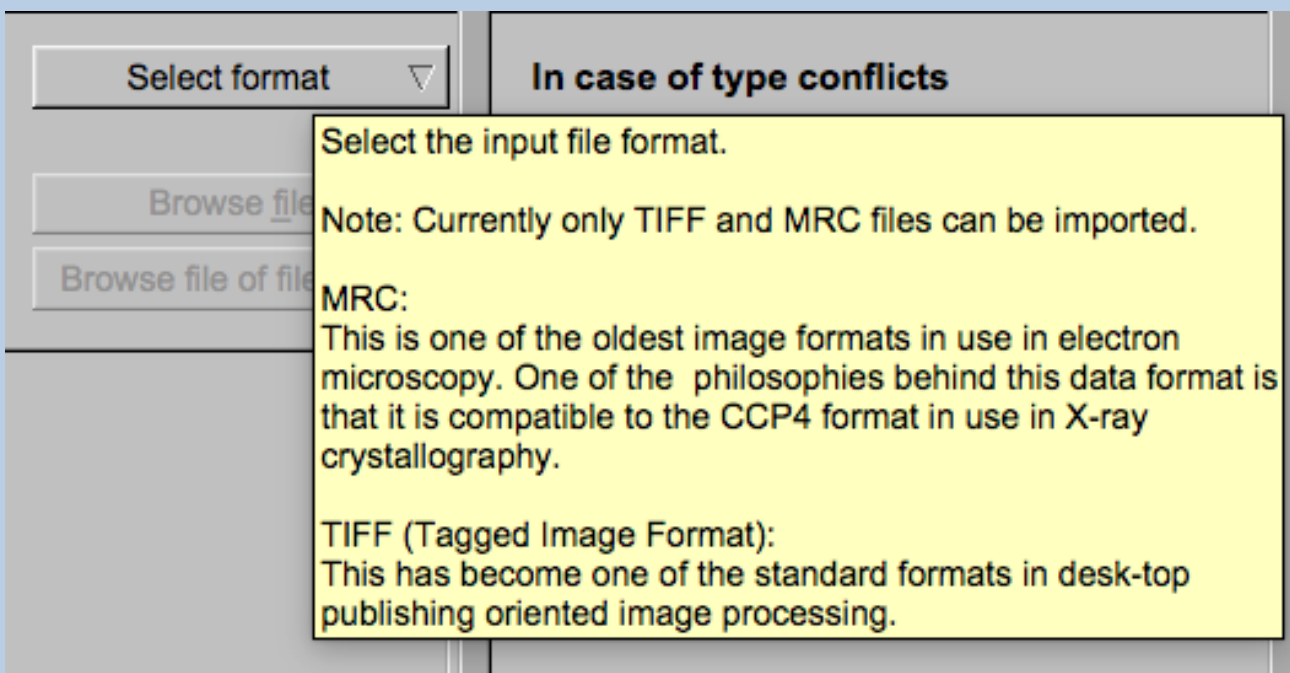 Select format
In case of type conflicts
Browse file
Browse file of file
Select the input file format.
Note: Currently only TIFF and MRC files can be imported.
MRC:
This is one of the oldest image formats in use in electron
microscopy. One of the  philosophies behind this data format is
that it is compatible to the CCP4 format in use in X-ray
crystallography.
TIFF (Tagged Image Format):
This has become one of the standard formats in desk-top
publishing oriented image processing.